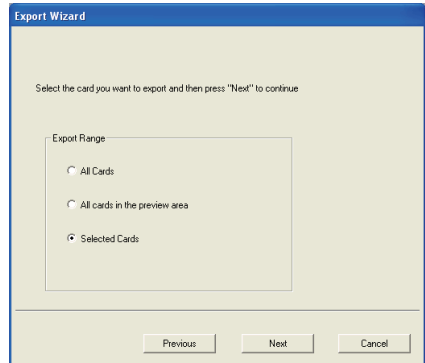 Export Wizard
Select the card you want to export and then press "Next" to continue
Export Range
All Cards
All cards in the preview area
Selected Cards
Previous Next Cancel